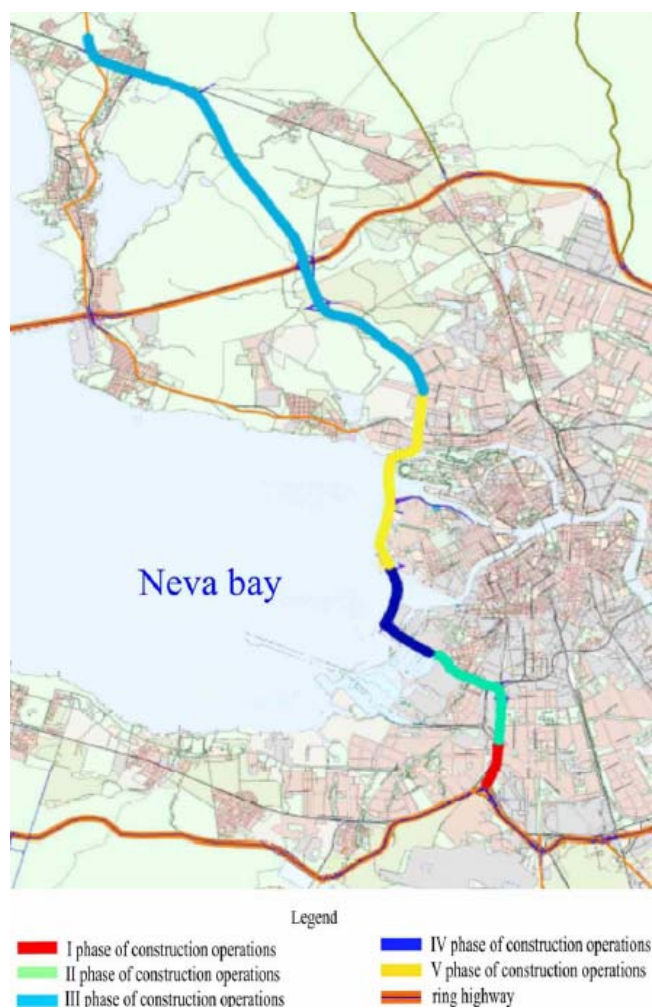 Neva bay
Legend
I phase of construction operations
II phase of construction operations
III phase of construction operations
IV phase of construction operations
V phase of construction operations
ring highway